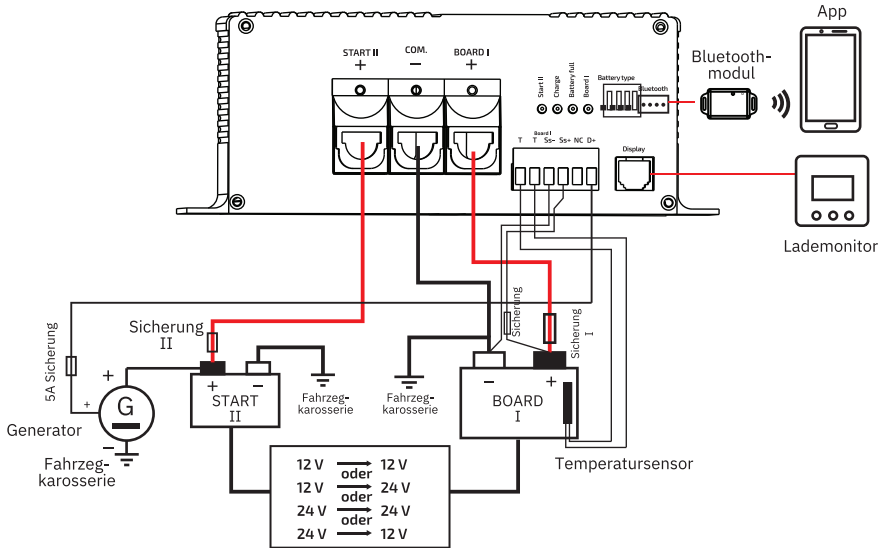 App
START II
+
COM.
−
BOARD I
+
Start II
Charge
Battery full
Board I
Battery type
Bluetooth
Bluetooth-
modul
Board I
T T Ss- Ss+ NC D+
Display
Lademonitor
5A Sicherung
Sicherung
II
Sicherung
Sicherung
I
+
+
G
−
Generator
Fahrzeg-
karosserie
+ −
START
II
Fahrzeg-
karosserie
Fahrzeg-
karosserie
− +
BOARD
I
Temperatursensor
12 V 12 V
oder
12 V 24 V
oder
24 V 24 V
oder
24 V 12 V